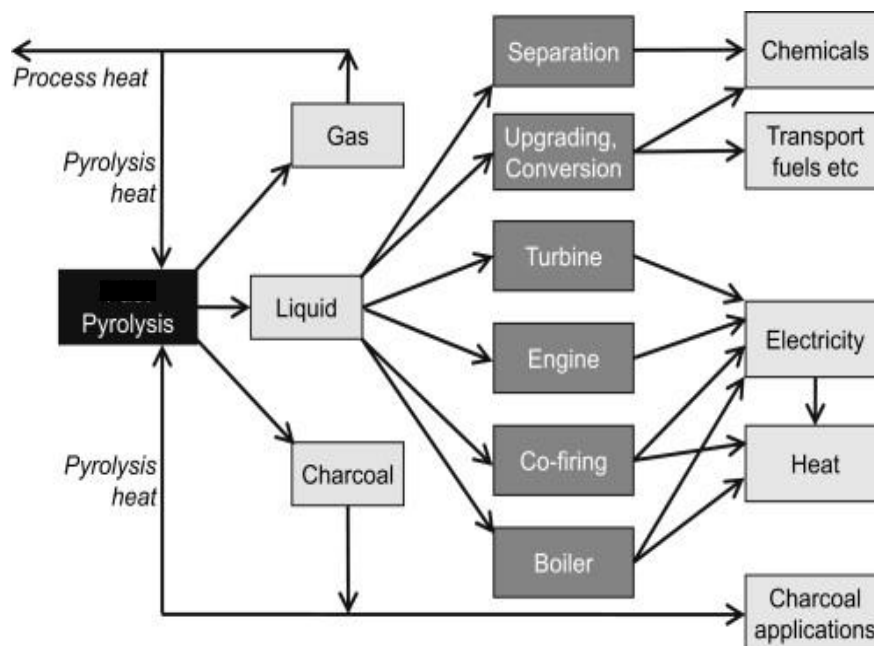 Process heat
Pyrolysis
heat
Gas
Pyrolysis
Liquid
Pyrolysis
heat
Charcoal
Separation
Upgrading,
Conversion
Turbine
Engine
Co-firing
Boiler
Chemicals
Transport
fuels etc
Electricity
Heat
Charcoal
applications